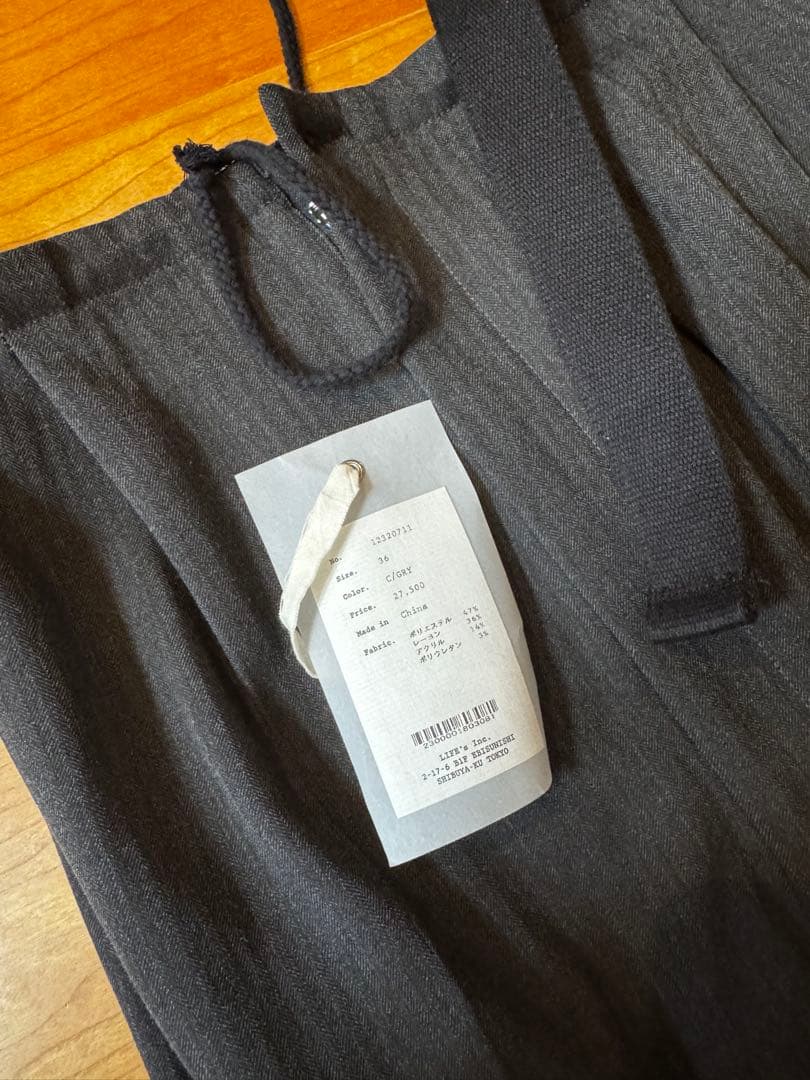 No. 12320711
Size. 36
Color. C/GRY
Price. 27,500
Made in China
Fabric. ポリエステル 47%
レーヨン 36%
アクリル 14%
ポリウレタン 3%
2300001803081
LIFE's Inc.
2-17-6 B1F EBISUNISHI
SHIBUYA-KU TOKYO